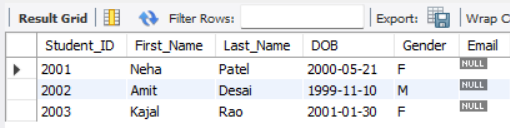 Result Grid Filter Rows: Export: Wrap C
Student_ID First_Name Last_Name DOB Gender Email
2001 Neha Patel 2000-05-21 F NULL
2002 Amit Desai 1999-11-10 M NULL
2003 Kajal Rao 2001-01-30 F NULL